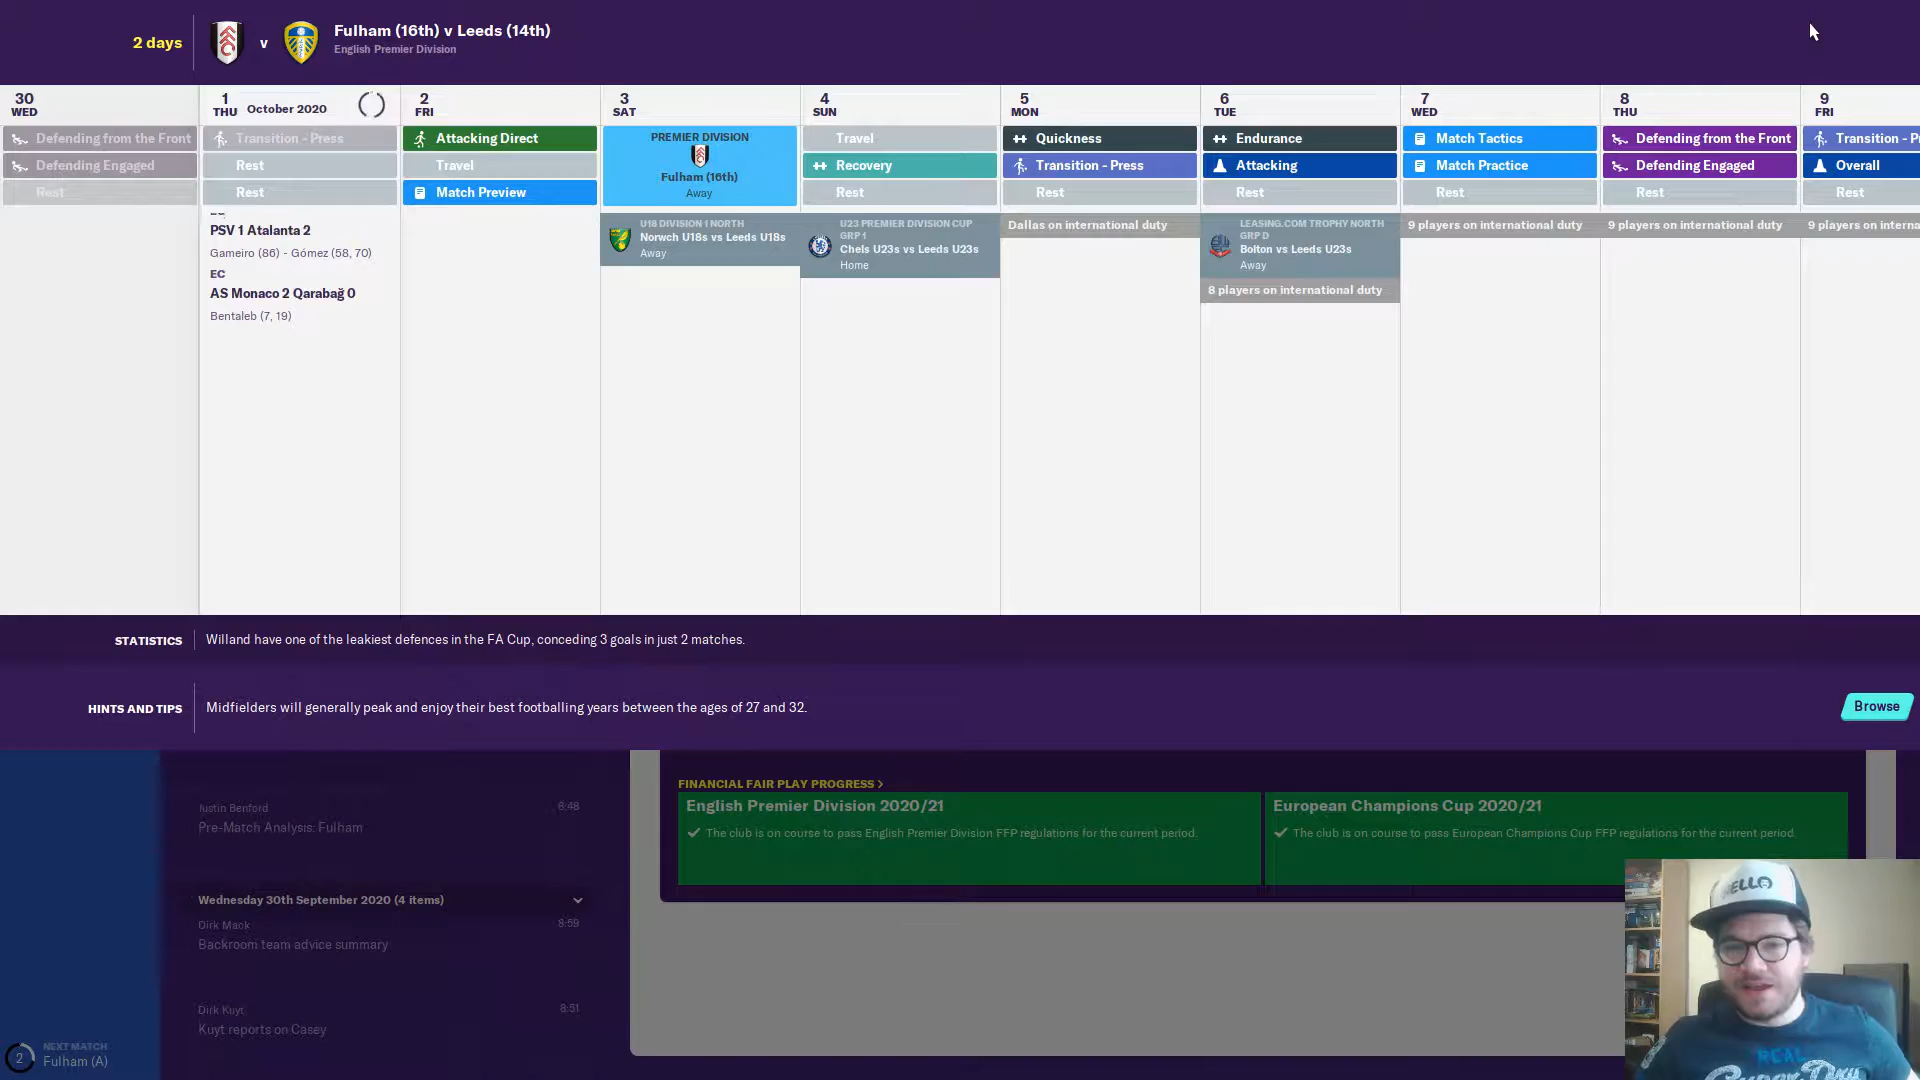 2 days
v
Fulham (16th) v Leeds (14th)
English Premier Division
30
WED
Defending from the Front
Defending Engaged
Rest
1
THU October 2020
Transition - Press
Rest
Rest
PSV 1 Atalanta 2
Gameiro (86) - Gómez (58, 70)
EC
AS Monaco 2 Qarabağ 0
Bentaleb (7, 19)
2
FRI
Attacking Direct
Travel
Match Preview
3
SAT
PREMIER DIVISION
Fulham (16th)
Away
U18 DIVISION 1 NORTH
Norwch U18s vs Leeds U18s
Away
4
SUN
Travel
Recovery
Rest
U23 PREMIER DIVISION CUP
GRP 1
Chels U23s vs Leeds U23s
Home
5
MON
Quickness
Transition - Press
Rest
Dallas on international duty
6
TUE
Endurance
Attacking
Rest
LEASING.COM TROPHY NORTH
GRP D
Bolton vs Leeds U23s
Away
8 players on international duty
7
WED
Match Tactics
Match Practice
Rest
9 players on international duty
8
THU
Defending from the Front
Defending Engaged
Rest
9 players on international duty
9
FRI
Transition - Pr
Overall
Rest
9 players on interna
STATISTICS
Willand have one of the leakiest defences in the FA Cup, conceding 3 goals in just 2 matches.
HINTS AND TIPS
Midfielders will generally peak and enjoy their best footballing years between the ages of 27 and 32.
Browse
Justin Benford
8:48
Pre-Match Analysis: Fulham
Wednesday 30th September 2020 (4 items)
Dirk Mack
8:59
Backroom team advice summary
Dirk Kuyt
8:51
Kuyt reports on Casey
FINANCIAL FAIR PLAY PROGRESS >
English Premier Division 2020/21
The club is on course to pass English Premier Division FFP regulations for the current period.
European Champions Cup 2020/21
The club is on course to pass European Champions Cup FFP regulations for the current period.
2
NEXT MATCH
Fulham (A)
HELLO
REAL